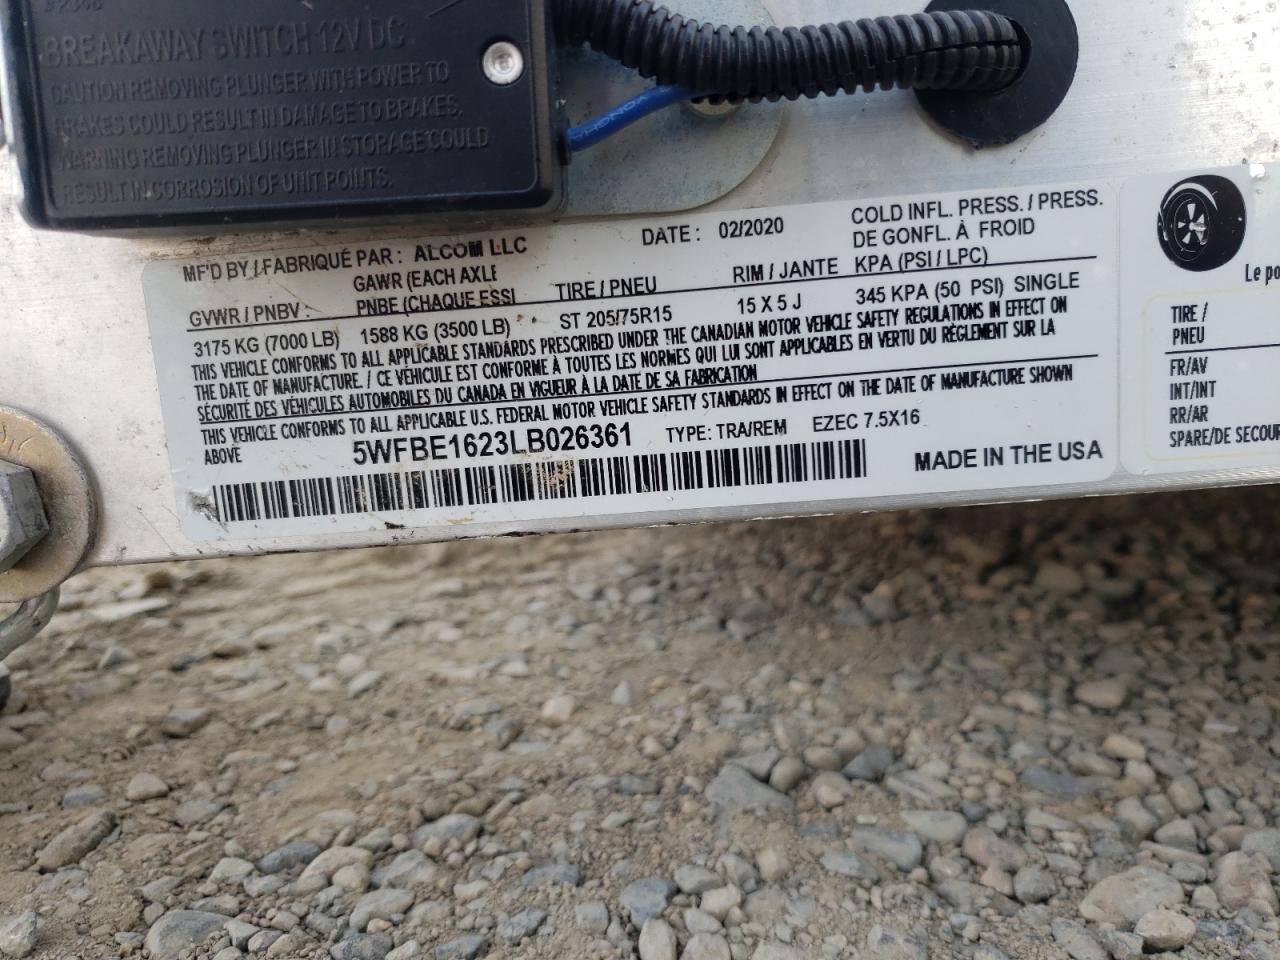 BREAKAWAY SWITCH 12V DC
CAUTION REMOVING PLUNGER WITH POWER TO
BRAKES COULD RESULT IN DAMAGE TO BRAKES.
WARNING REMOVING PLUNGER IN STORAGE COULD
RESULT IN CORROSION OF UNIT POINTS.
MF'D BY / FABRIQUÉ PAR : ALCOM LLC DATE : 02/2020
COLD INFL. PRESS. / PRESS.
DE GONFL. À FROID
GAWR (EACH AXLE
GVWR / PNBV PNBE (CHAQUE ESSI TIRE / PNEU RIM / JANTE KPA (PSI / LPC)
3175 KG (7000 LB) 1588 KG (3500 LB) ST 205/75R15 15 X 5 J 345 KPA (50 PSI) SINGLE
THIS VEHICLE CONFORMS TO ALL APPLICABLE STANDARDS PRESCRIBED UNDER THE CANADIAN MOTOR VEHICLE SAFETY REGULATIONS IN EFFECT ON
THE DATE OF MANUFACTURE. / CE VÉHICULE EST CONFORME À TOUTES LES NORMES QUI LUI SONT APPLICABLES EN VERTU DU RÈGLEMENT SUR LA
SÉCURITÉ DES VÉHICULES AUTOMOBILES DU CANADA EN VIGUEUR À LA DATE DE SA FABRICATION
THIS VEHICLE CONFORMS TO ALL APPLICABLE U.S. FEDERAL MOTOR VEHICLE SAFETY STANDARDS IN EFFECT ON THE DATE OF MANUFACTURE SHOWN
ABOVE
5WFBE1623LB026361 TYPE: TRA/REM EZEC 7.5X16
MADE IN THE USA
Le
TIRE /
PNEU
FR/AV
INT/INT
RR/AR
SPARE/DE